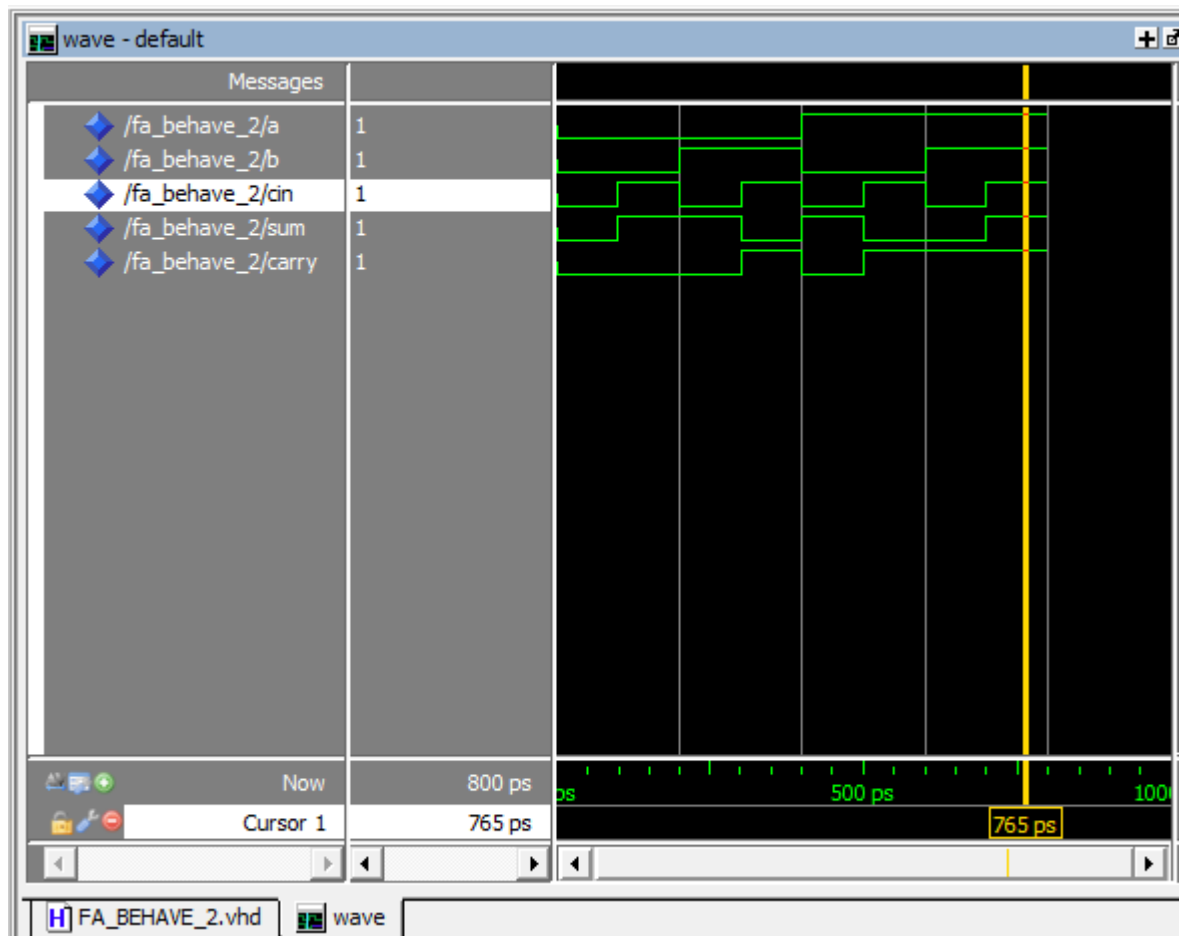 wave - default
Messages
/fa_behave_2/a 1
/fa_behave_2/b 1
/fa_behave_2/cin 1
/fa_behave_2/sum 1
/fa_behave_2/carry 1
Now 800 ps ps 500 ps 1000
Cursor 1 765 ps 765 ps
FA_BEHAVE_2.vhd wave